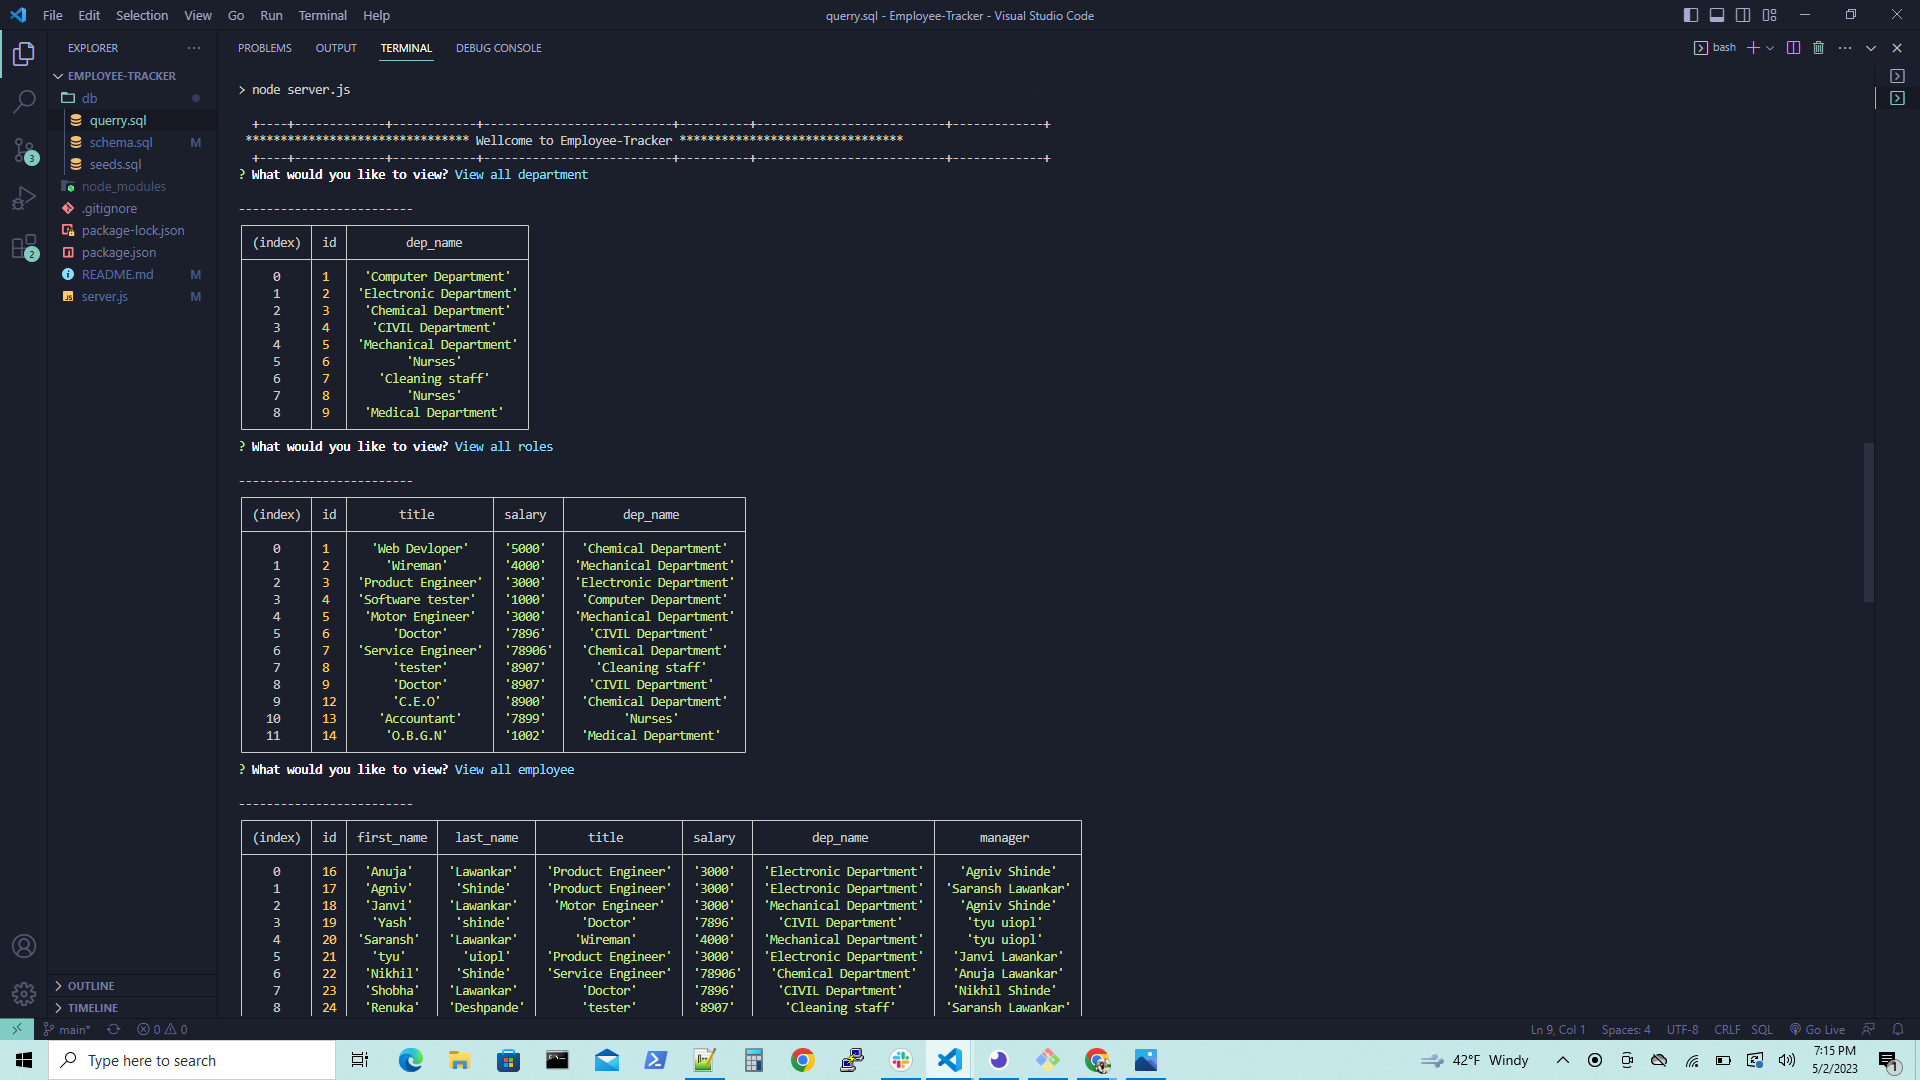 File Edit Selection View Go Run Terminal Help
querry.sql - Employee-Tracker - Visual Studio Code
EXPLORER
EMPLOYEE-TRACKER
db
querry.sql
schema.sql M
seeds.sql
node_modules
.gitignore
package-lock.json
package.json
README.md M
server.js M
OUTLINE
TIMELINE
3
2
PROBLEMS OUTPUT TERMINAL DEBUG CONSOLE
bash
> node server.js
+----+-------------+------------+----------------------------+----------+---------------------------+-------------+
******************************** Wellcome to Employee-Tracker ********************************
+----+-------------+------------+----------------------------+----------+---------------------------+-------------+
? What would you like to view? View all department
-------------------------
(index) id dep_name
0 1 'Computer Department'
1 2 'Electronic Department'
2 3 'Chemical Department'
3 4 'CIVIL Department'
4 5 'Mechanical Department'
5 6 'Nurses'
6 7 'Cleaning staff'
7 8 'Nurses'
8 9 'Medical Department'
? What would you like to view? View all roles
-------------------------
(index) id title salary dep_name
0 1 'Web Devloper' '5000' 'Chemical Department'
1 2 'Wireman' '4000' 'Mechanical Department'
2 3 'Product Engineer' '3000' 'Electronic Department'
3 4 'Software tester' '1000' 'Computer Department'
4 5 'Motor Engineer' '3000' 'Mechanical Department'
5 6 'Doctor' '7896' 'CIVIL Department'
6 7 'Service Engineer' '78906' 'Chemical Department'
7 8 'tester' '8907' 'Cleaning staff'
8 9 'Doctor' '8907' 'CIVIL Department'
9 12 'C.E.O' '8900' 'Chemical Department'
10 13 'Accountant' '7899' 'Nurses'
11 14 'O.B.G.N' '1002' 'Medical Department'
? What would you like to view? View all employee
-------------------------
(index) id first_name last_name title salary dep_name manager
0 16 'Anuja' 'Lawankar' 'Product Engineer' '3000' 'Electronic Department' 'Agniv Shinde'
1 17 'Agniv' 'Shinde' 'Product Engineer' '3000' 'Electronic Department' 'Saransh Lawankar'
2 18 'Janvi' 'Lawankar' 'Motor Engineer' '3000' 'Mechanical Department' 'Agniv Shinde'
3 19 'Yash' 'shinde' 'Doctor' '7896' 'CIVIL Department' 'tyu uiopl'
4 20 'Saransh' 'Lawankar' 'Wireman' '4000' 'Mechanical Department' 'tyu uiopl'
5 21 'tyu' 'uiopl' 'Product Engineer' '3000' 'Electronic Department' 'Janvi Lawankar'
6 22 'Nikhil' 'Shinde' 'Service Engineer' '78906' 'Chemical Department' 'Anuja Lawankar'
7 23 'Shobha' 'Lawankar' 'Doctor' '7896' 'CIVIL Department' 'Nikhil Shinde'
8 24 'Renuka' 'Deshpande' 'tester' '8907' 'Cleaning staff' 'Saransh Lawankar'
main* 0 0 Ln 9, Col 1 Spaces: 4 UTF-8 CRLF SQL Go Live
Type here to search
42°F Windy
7:15 PM
5/2/2023
1